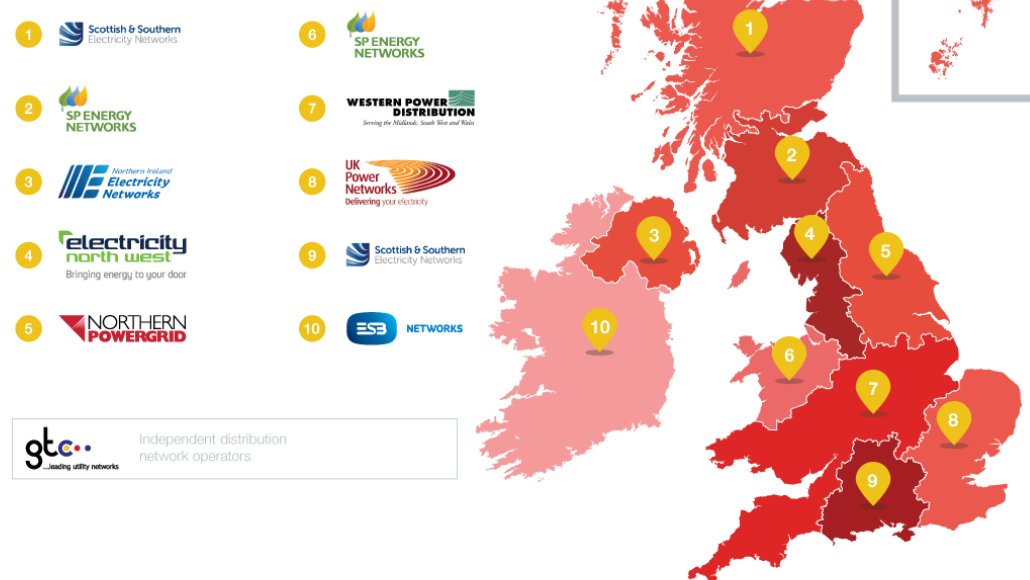 1
Scottish & Southern
Electricity Networks
2
SP ENERGY
NETWORKS
3
Northern Ireland
Electricity
Networks
4
electricity
north west
Bringing energy to your door
5
NORTHERN
POWERGRID
6
SP ENERGY
NETWORKS
7
WESTERN POWER
DISTRIBUTION
Serving the Midlands, South West and Wales
8
UK
Power
Networks
Delivering your electricity
9
Scottish & Southern
Electricity Networks
10
ESB NETWORKS
gtc
...leading utility networks
Independent distribution
network operators
1
2
3
4
5
10
6
7
8
9